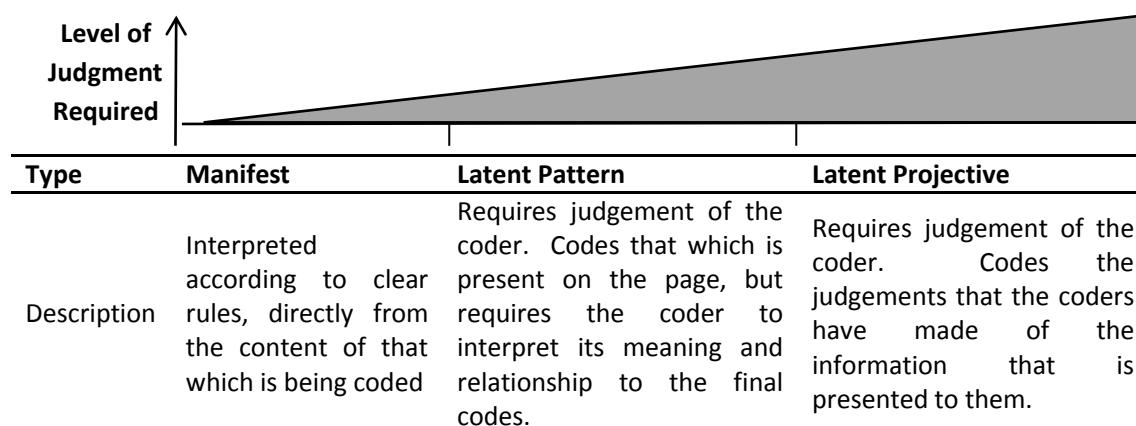 Level of
Judgment
Required
Type Manifest Latent Pattern Latent Projective
Description
Interpreted
according to clear
rules, directly from
the content of that
which is being coded
Requires judgement of the
coder. Codes that which is
present on the page, but
requires the coder to
interpret its meaning and
relationship to the final
codes.
Requires judgement of the
coder. Codes the
judgements that the coders
have made of the
information that is
presented to them.